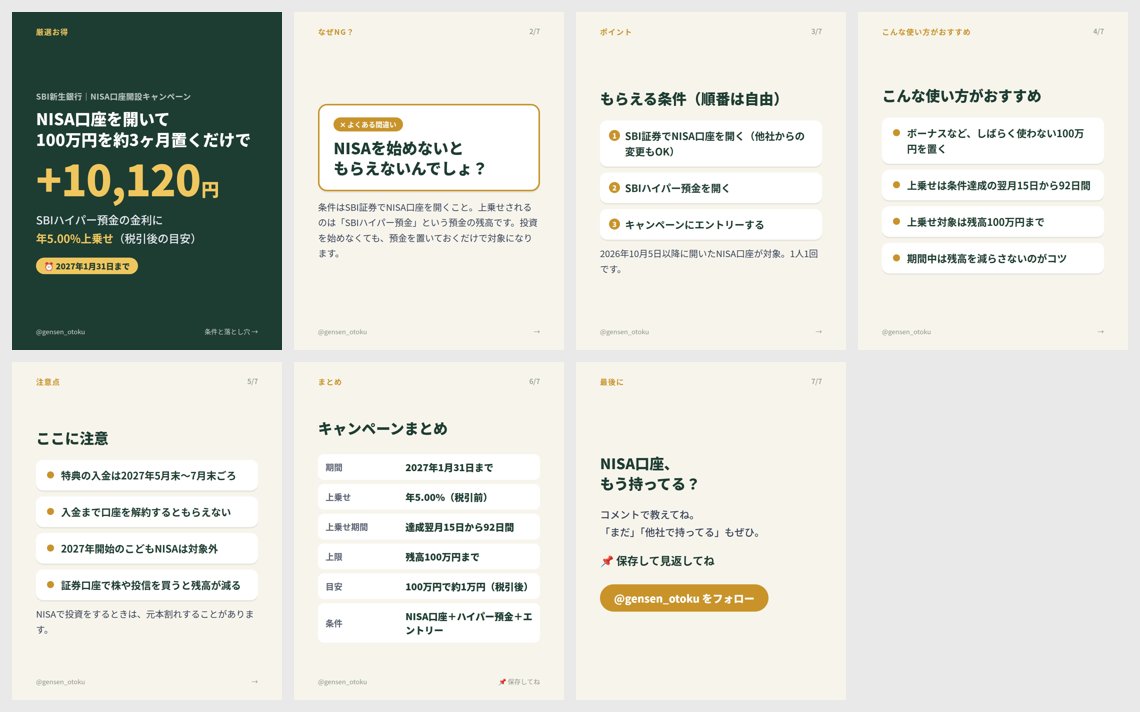 厳選お得
SBI新生銀行｜NISA口座開設キャンペーン
NISA口座を開いて
100万円を約3ヶ月置くだけで
+10,120円
SBIハイパー預金の金利に
年5.00%上乗せ（税引後の目安）
⏰ 2027年1月31日まで
@gensen_otoku
条件と落とし穴 →
なぜNG？
2/7
× よくある間違い
NISAを始めないと
もらえないんでしょ？
条件はSBI証券でNISA口座を開くこと。上乗せされる
のは「SBIハイパー預金」という預金の残高です。投資
を始めなくても、預金を置いておくだけで対象になり
ます。
@gensen_otoku
→
ポイント
3/7
もらえる条件（順番は自由）
1 SBI証券でNISA口座を開く（他社からの
変更もOK）
2 SBIハイパー預金を開く
3 キャンペーンにエントリーする
2026年10月5日以降に開いたNISA口座が対象。1人1回
です。
@gensen_otoku
→
こんな使い方がおすすめ
4/7
こんな使い方がおすすめ
ボーナスなど、しばらく使わない100万
円を置く
上乗せは条件達成の翌月15日から92日間
上乗せ対象は残高100万円まで
期間中は残高を減らさないのがコツ
@gensen_otoku
→
注意点
5/7
ここに注意
特典の入金は2027年5月末〜7月末ごろ
入金まで口座を解約するともらえない
2027年開始のこどもNISAは対象外
証券口座で株や投信を買うと残高が減る
NISAで投資をするときは、元本割れすることがありま
す。
@gensen_otoku
→
まとめ
6/7
キャンペーンまとめ
期間 2027年1月31日まで
上乗せ 年5.00%（税引前）
上乗せ期間 達成翌月15日から92日間
上限 残高100万円まで
目安 100万円で約1万円（税引後）
条件 NISA口座＋ハイパー預金＋エ
ントリー
@gensen_otoku
📌 保存してね
最後に
7/7
NISA口座、
もう持ってる？
コメントで教えてね。
「まだ」「他社で持ってる」もぜひ。
📌 保存して見返してね
@gensen_otoku をフォロー